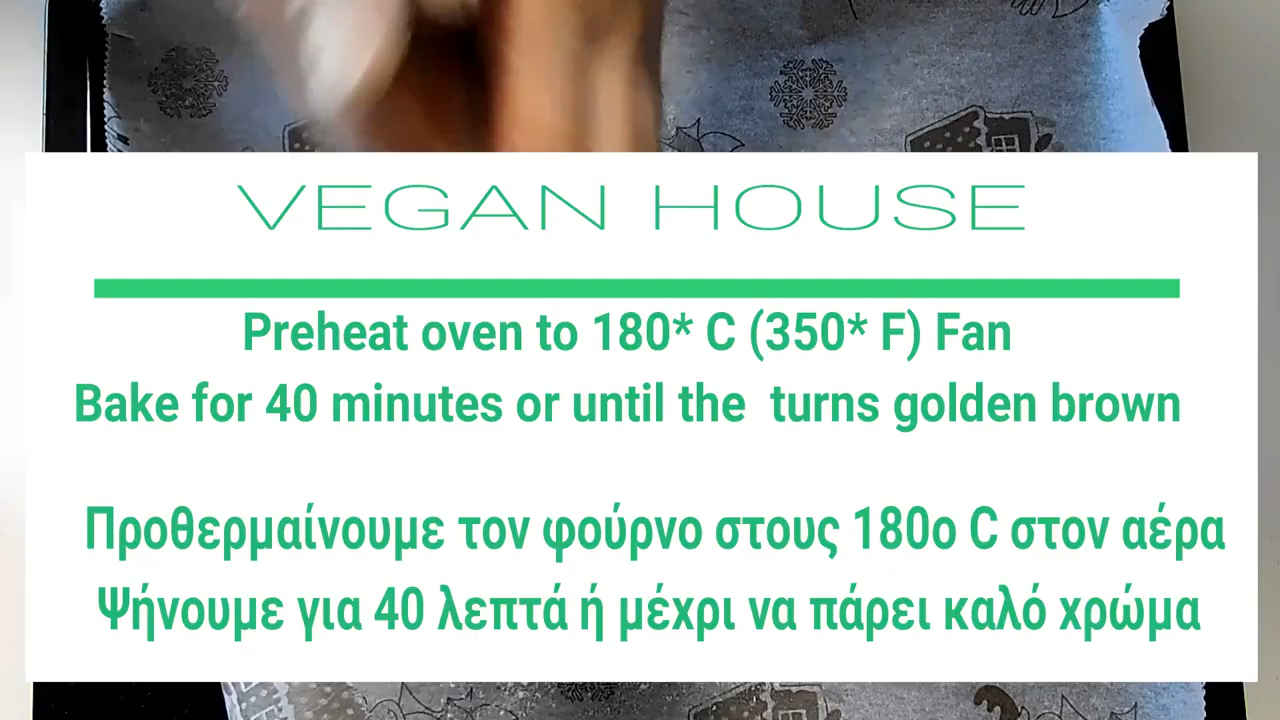 VEGAN HOUSE
Preheat oven to 180* C (350* F) Fan
Bake for 40 minutes or until the turns golden brown
Προθερμαίνουμε τον φούρνο στους 180ο C στον αέρα
Ψήνουμε για 40 λεπτά ή μέχρι να πάρει καλό χρώμα